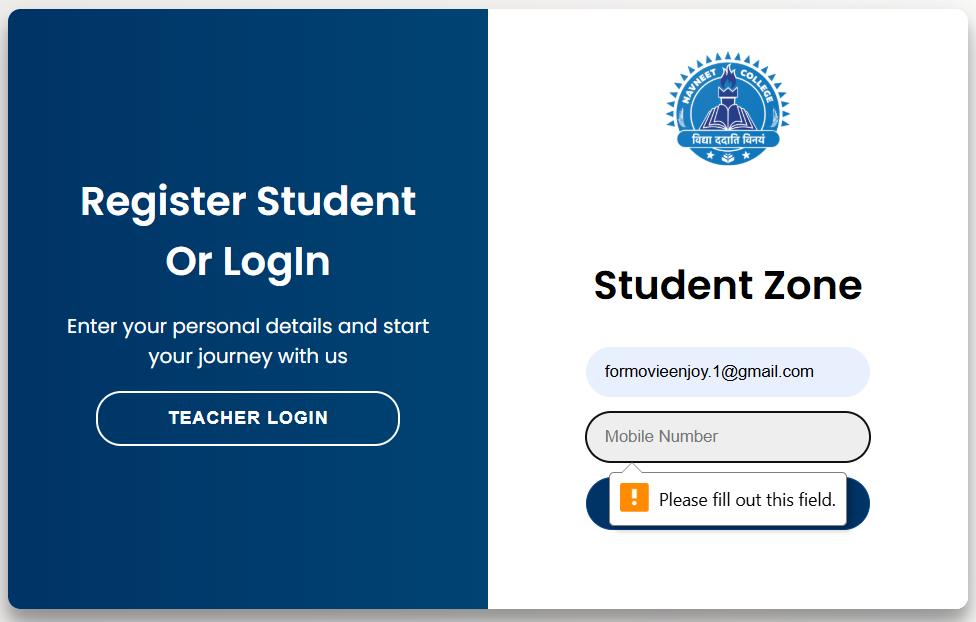 Register Student
Or LogIn
Enter your personal details and start
your journey with us
TEACHER LOGIN
NAVNEET COLLEGE
विद्या ददाति विनयं
Student Zone
formovieenjoy.1@gmail.com
Mobile Number
Please fill out this field.